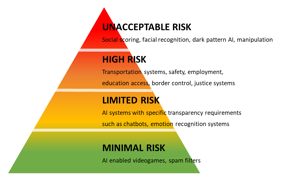 UNACCEPTABLE RISK
Social scoring, facial recognition, dark pattern AI, manipulation
HIGH RISK
Transportation systems, safety, employment,
education access, border control, justice systems
LIMITED RISK
AI systems with specific transparency requirements
such as chatbots, emotion recognition systems
MINIMAL RISK
AI enabled videogames, spam filters